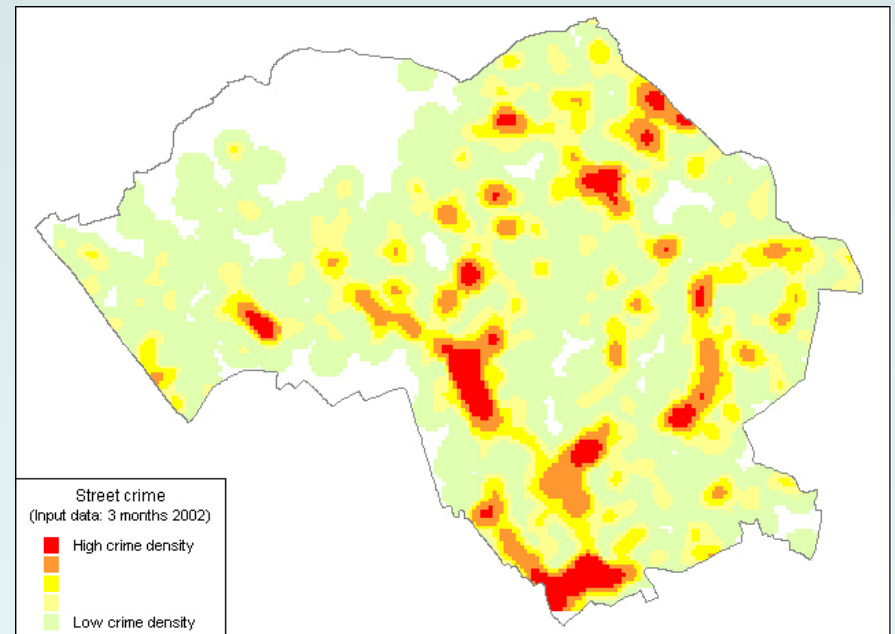 Street crime
(Input data: 3 months 2002)
High crime density
Low crime density